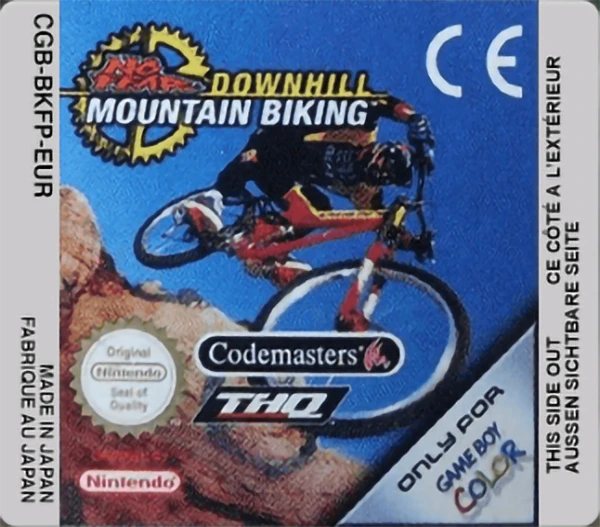 CGB-BKFP-EUR
MADE IN JAPAN
FABRIQUE AU JAPON
NO FEAR
DOWNHILL
MOUNTAIN BIKING
CE
Original
Nintendo
Seal of
Quality
Codemasters
THQ
Nintendo
ONLY FOR
GAME BOY
COLOR
THIS SIDE OUT CE CÔTÉ A L'EXTÉRIEUR
AUSSEN SICHTBARE SEITE